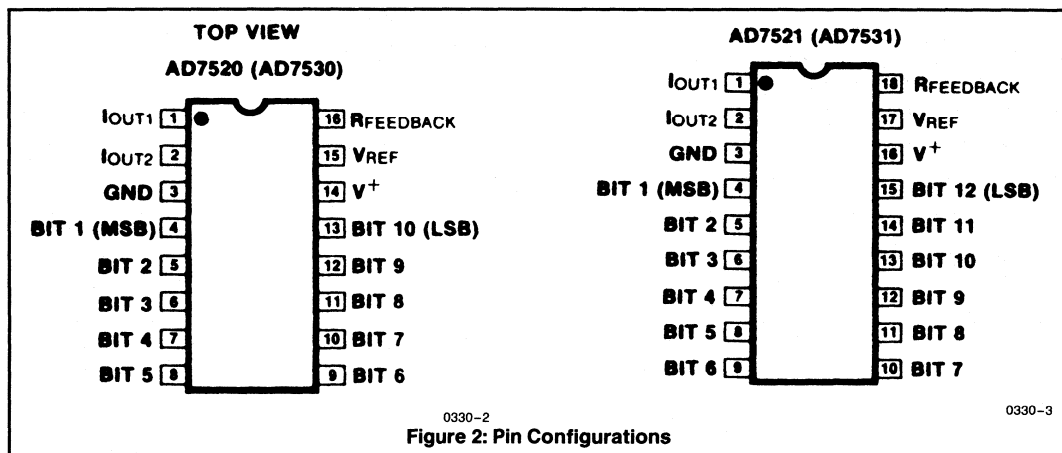 TOP VIEW
AD7520 (AD7530)
IOUT1 1
IOUT2 2
GND 3
BIT 1 (MSB) 4
BIT 2 5
BIT 3 6
BIT 4 7
BIT 5 8
16 RFEEDBACK
15 VREF
14 V+
13 BIT 10 (LSB)
12 BIT 9
11 BIT 8
10 BIT 7
9 BIT 6
0330-2
AD7521 (AD7531)
IOUT1 1
IOUT2 2
GND 3
BIT 1 (MSB) 4
BIT 2 5
BIT 3 6
BIT 4 7
BIT 5 8
BIT 6 9
18 RFEEDBACK
17 VREF
16 V+
15 BIT 12 (LSB)
14 BIT 11
13 BIT 10
12 BIT 9
11 BIT 8
10 BIT 7
0330-3
Figure 2: Pin Configurations